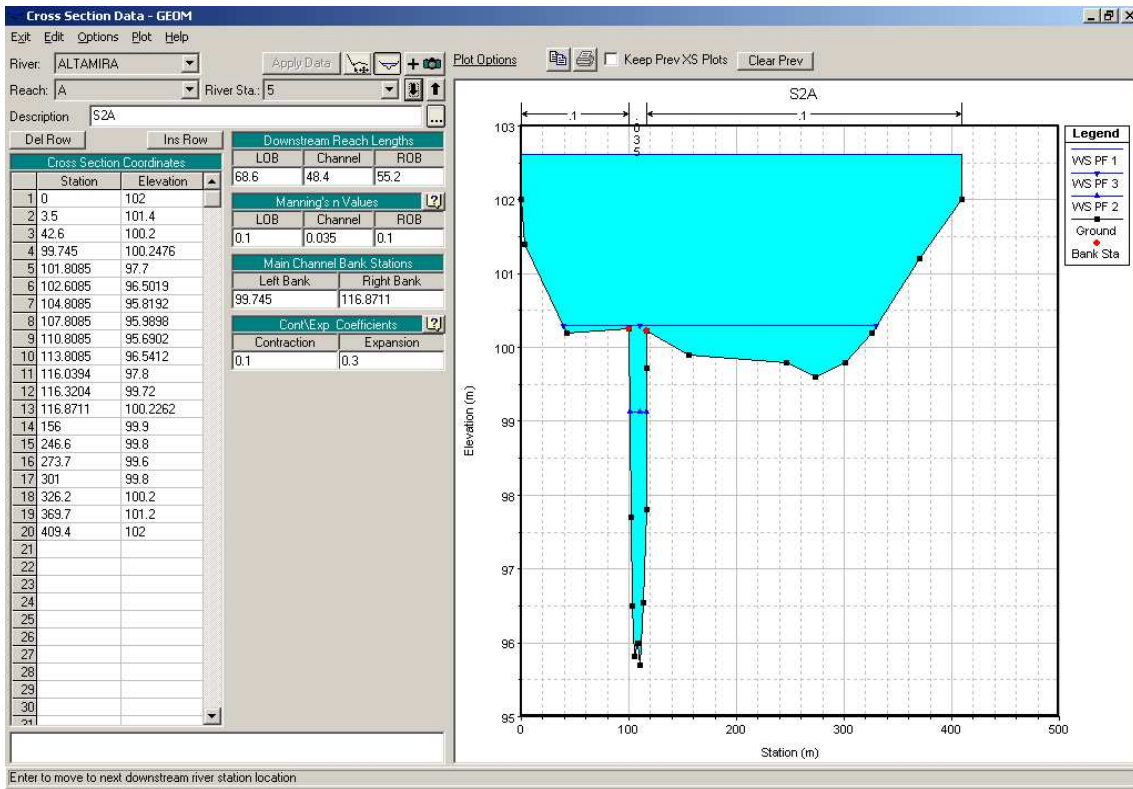 Cross Section Data - GEOM
Exit Edit Options Plot Help
River: ALTAMIRA Apply Data Plot Options Keep Prev XS Plots Clear Prev
Reach: A River Sta.: 5
Description S2A ...
Del Row Ins Row
Cross Section Coordinates
Station Elevation
1 0 102
2 3.5 101.4
3 42.6 100.2
4 99.745 100.2476
5 101.8085 97.7
6 102.6085 96.5019
7 104.8085 95.8192
8 107.8085 95.9898
9 110.8085 95.6902
10 113.8085 96.5412
11 116.0394 97.8
12 116.3204 99.72
13 116.8711 100.2262
14 156 99.9
15 246.6 99.8
16 273.7 99.6
17 301 99.8
18 326.2 100.2
19 369.7 101.2
20 409.4 102
21
22
23
24
25
26
27
28
29
30
31
Downstream Reach Lengths
LOB Channel ROB
68.6 48.4 55.2
Manning's n Values ?
LOB Channel ROB
0.1 0.035 0.1
Main Channel Bank Stations
Left Bank Right Bank
99.745 116.8711
Cont\Exp Coefficients ?
Contraction Expansion
0.1 0.3
S2A
.1 .035 .1
103
102
101
100
99
98
97
96
95
Elevation (m)
0 100 200 300 400 500
Station (m)
Legend
WS PF 1
WS PF 3
WS PF 2
Ground
Bank Sta
Enter to move to next downstream river station location